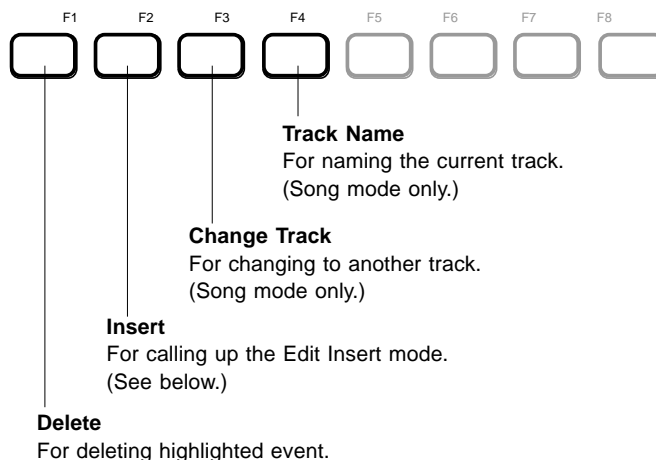 F1 F2 F3 F4 F5 F6 F7 F8
Track Name
For naming the current track.
(Song mode only.)
Change Track
For changing to another track.
(Song mode only.)
Insert
For calling up the Edit Insert mode.
(See below.)
Delete
For deleting highlighted event.